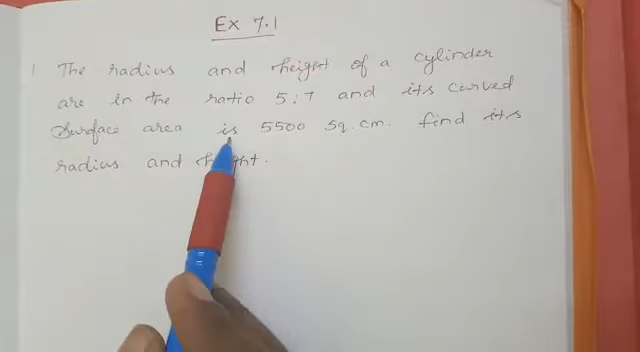 Ex 7.1
1 The radius and height of a cylinder
are in the ratio 5:7 and its curved
Surface area is 5500 sq.cm. find its
radius and height.